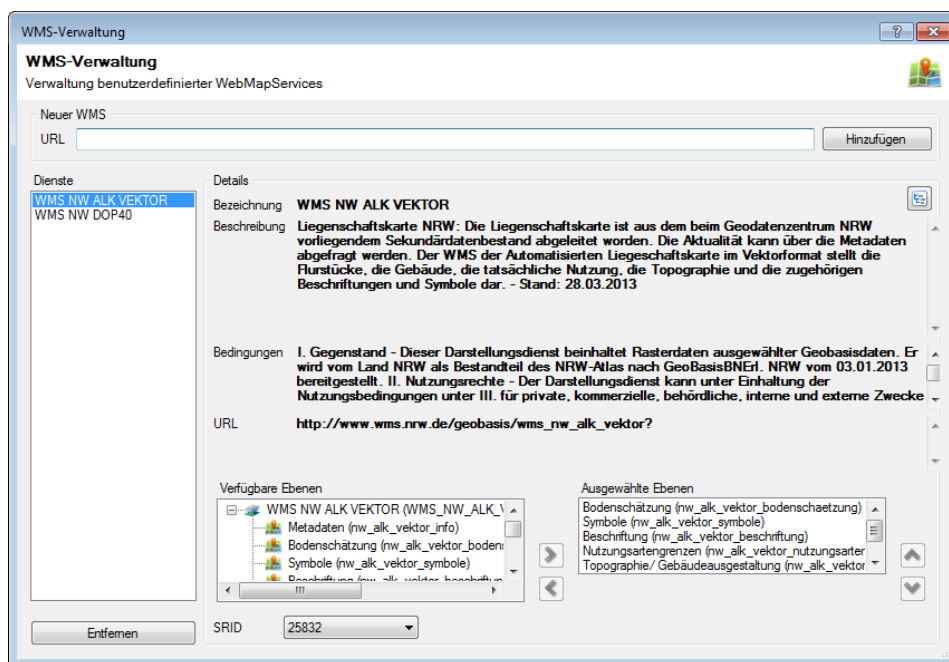 WMS-Verwaltung
WMS-Verwaltung
Verwaltung benutzerdefinierter WebMapServices
Neuer WMS
URL
Hinzufügen
Dienste
WMS NW ALK VEKTOR
WMS NW DOP40
Details
Bezeichnung WMS NW ALK VEKTOR
Beschreibung Liegenschaftskarte NRW: Die Liegenschaftskarte ist aus dem beim Geodatenzentrum NRW
vorliegendem Sekundärdatenbestand abgeleitet worden. Die Aktualität kann über die Metadaten
abgefragt werden. Der WMS der Automatisierten Liegeschaftskarte im Vektorformat stellt die
Flurstücke, die Gebäude, die tatsächliche Nutzung, die Topographie und die zugehörigen
Beschriftungen und Symbole dar. - Stand: 28.03.2013
Bedingungen I. Gegenstand - Dieser Darstellungsdienst beinhaltet Rasterdaten ausgewählter Geobasisdaten. Er
wird vom Land NRW als Bestandteil des NRW-Atlas nach GeoBasisBNErl. NRW vom 03.01.2013
bereitgestellt. II. Nutzungsrechte - Der Darstellungsdienst kann unter Einhaltung der
Nutzungsbedingungen unter III. für private, kommerzielle, behördliche, interne und externe Zwecke
URL http://www.wms.nrw.de/geobasis/wms_nw_alk_vektor?
Verfügbare Ebenen
WMS NW ALK VEKTOR (WMS_NW_ALK_V
Metadaten (nw_alk_vektor_info)
Bodenschätzung (nw_alk_vektor_boden
Symbole (nw_alk_vektor_symbole)
Beschriftung (nw_alk_vektor_beschriftun
Ausgewählte Ebenen
Bodenschätzung (nw_alk_vektor_bodenschaetzung)
Symbole (nw_alk_vektor_symbole)
Beschriftung (nw_alk_vektor_beschriftung)
Nutzungsartengrenzen (nw_alk_vektor_nutzungsarter
Topographie/ Gebäudeausgestaltung (nw_alk_vektor
Entfernen
SRID 25832